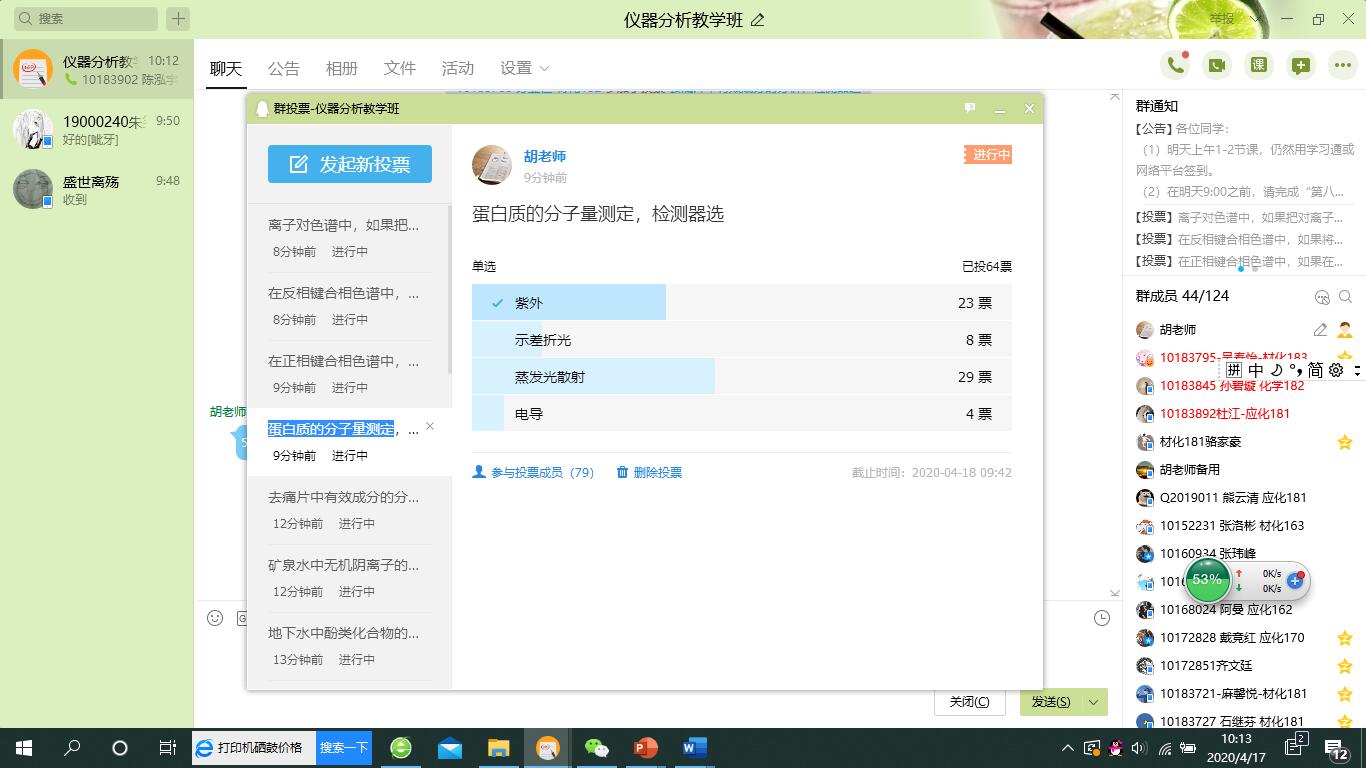 搜索
仪器分析教学班
举报
仪器分析教 10:12
10183902 陈泓宇
19000240朱 9:50
好的[呲牙]
盛世离殇 9:48
收到
聊天 公告 相册 文件 活动 设置
群投票-仪器分析教学班
发起新投票
离子对色谱中，如果把...
8分钟前 进行中
在反相键合相色谱中，...
8分钟前 进行中
在正相键合相色谱中，...
9分钟前 进行中
蛋白质的分子量测定，...
9分钟前 进行中
去痛片中有效成分的分...
12分钟前 进行中
矿泉水中无机阴离子的...
12分钟前 进行中
地下水中酚类化合物的...
13分钟前 进行中
胡老师
胡老师
9分钟前
进行中
蛋白质的分子量测定，检测器选
单选 已投64票
紫外 23 票
示差折光 8 票
蒸发光散射 29 票
电导 4 票
参与投票成员（79） 删除投票 截止时间：2020-04-18 09:42
关闭(C) 发送(S)
群通知
【公告】各位同学：
（1）明天上午1-2节课，仍然用学习通或
网络平台签到。
（2）在明天9:00之前，请完成“第八...
【投票】离子对色谱中，如果把对离子...
【投票】在反相键合相色谱中，如果将...
【投票】在正相键合相色谱中，如果在...
群成员 44/124
胡老师
10183795-吴春怡-材化183
拼 中 简
10183845 孙碧璇 化学182
10183892杜江-应化181
材化181骆家豪
胡老师备用
Q2019011 熊云清 应化181
10152231 张洛彬 材化163
10160934 张玮峰
53% 0K/s
0K/s
10168024 阿曼 应化162
10172828 戴竞红 应化170
10172851齐文廷
10183721-麻馨悦-材化181
10183727 石继芬 材化181
打印机硒鼓价格 搜索一下
10:13
2020/4/17
2
12